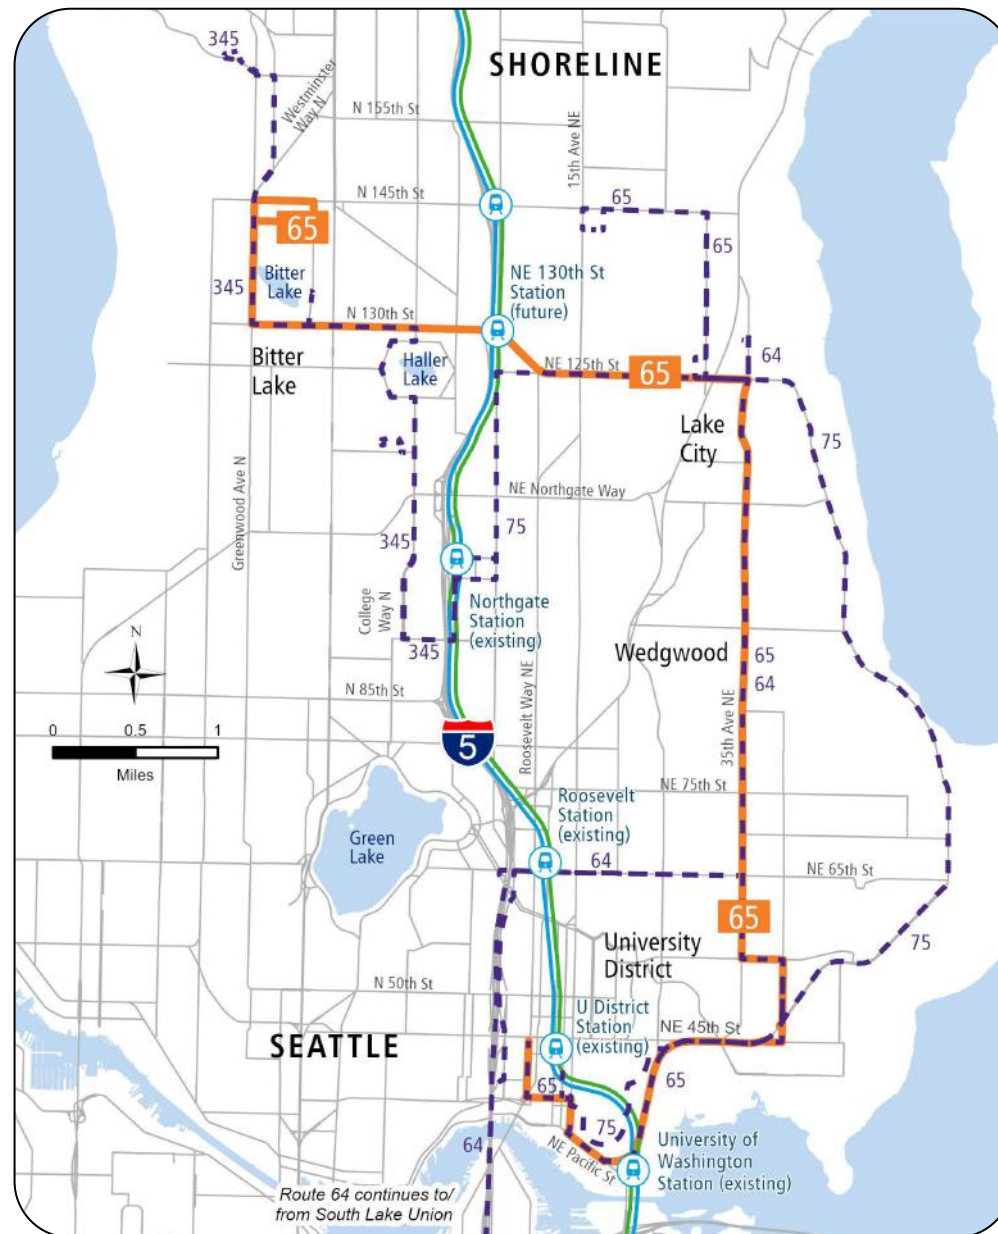 345
SHORELINE
Westminster
Way N
N 155th St
15th Ave NE
N 145th St
65
65
65
NE 130th St
Station
(future)
Bitter
Lake
345
N 130th St
Bitter
Lake
Haller
Lake
NE 125th St
65
64
Lake
City
75
Greenwood Ave N
NE Northgate Way
75
345
College
Way N
Northgate
Station
(existing)
345
N
Wedgwood
65
64
N 85th St
Roosevelt Way NE
35th Ave NE
0 0.5 1
Miles
5
NE 75th St
Roosevelt
Station
(existing)
Green
Lake
64
NE 65th St
65
University
District
75
N 50th St
U District
Station
(existing)
NE 45th St
SEATTLE
65
65
75
64
NE Pacific St
University of
Washington
Station (existing)
Route 64 continues to/
from South Lake Union